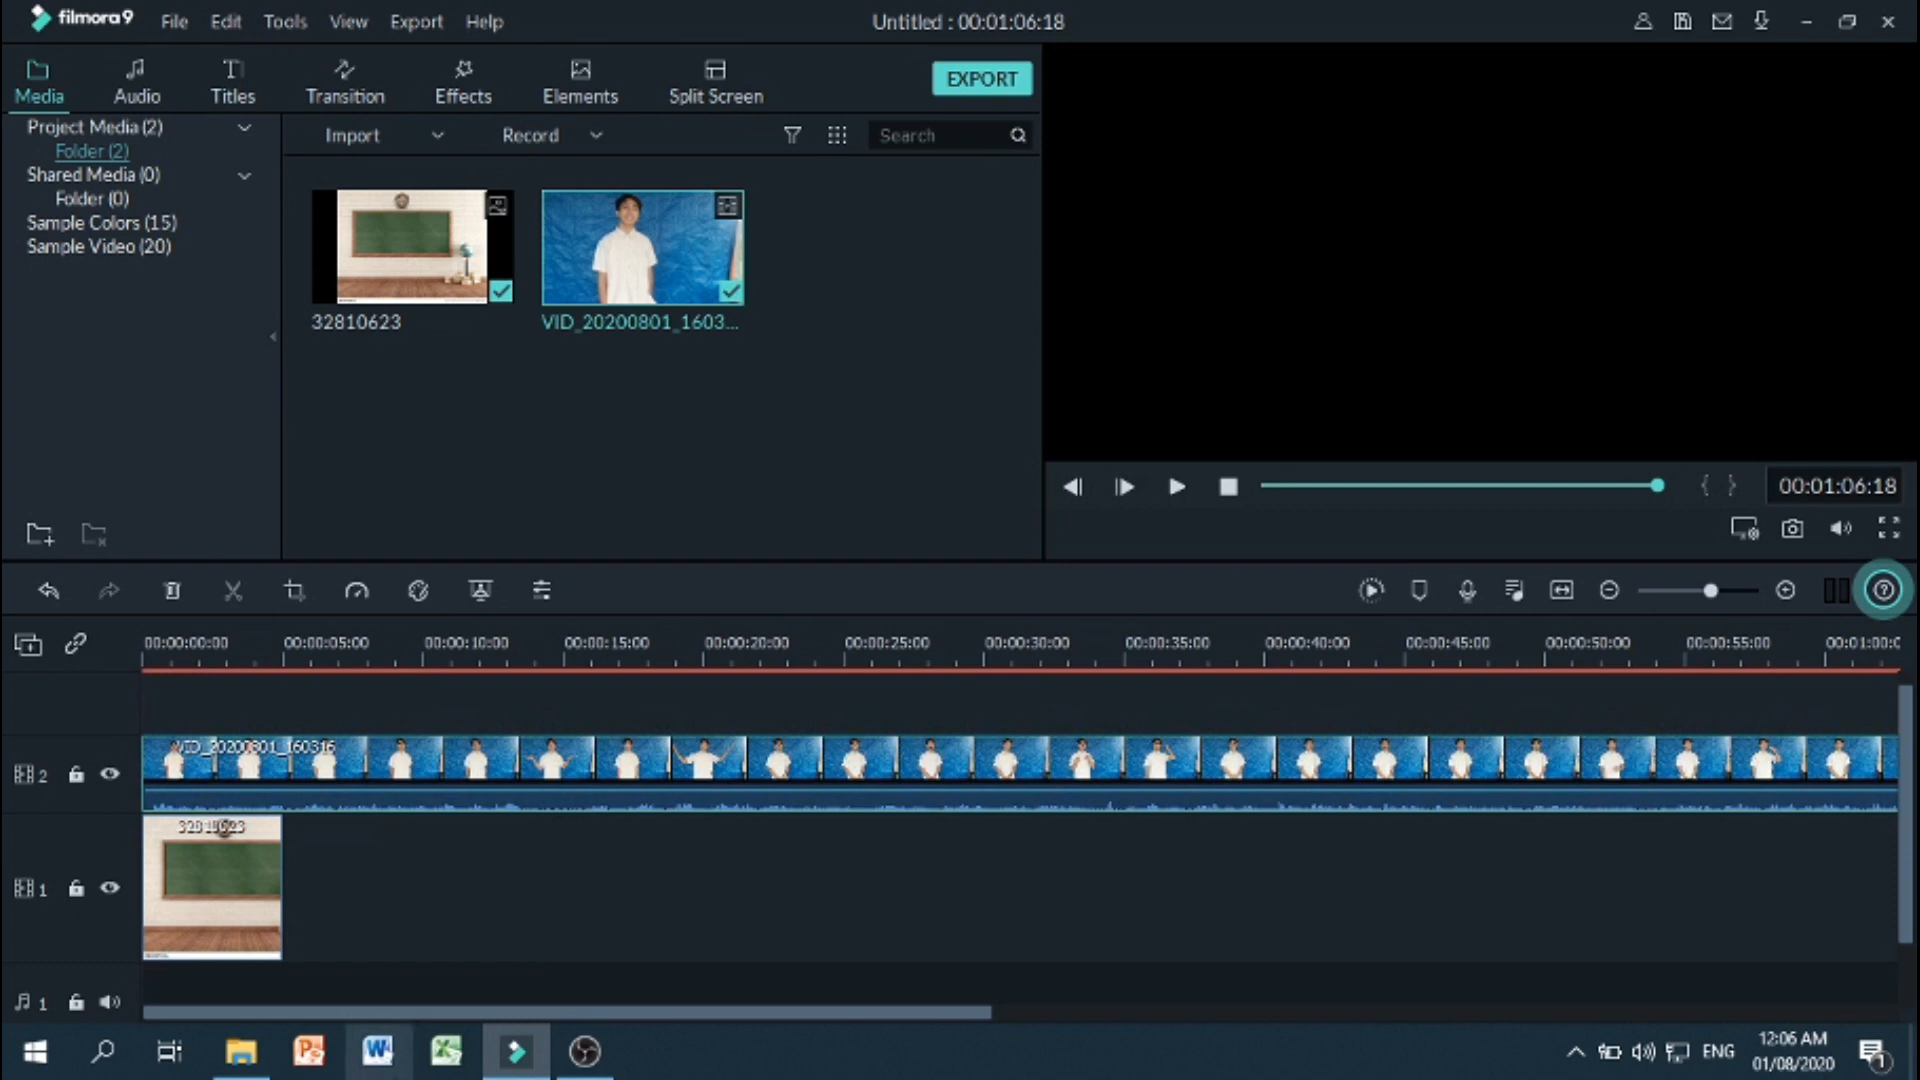 filmora9 File Edit Tools View Export Help Untitled : 00:01:06:18
Media Audio Titles Transition Effects Elements Split Screen EXPORT
Project Media (2)
Folder (2)
Shared Media (0)
Folder (0)
Sample Colors (15)
Sample Video (20)
Import Record Search
32810623 VID_20200801_1603...
00:01:06:18
00:00:00:00 00:00:05:00 00:00:10:00 00:00:15:00 00:00:20:00 00:00:25:00 00:00:30:00 00:00:35:00 00:00:40:00 00:00:45:00 00:00:50:00 00:00:55:00 00:01:00:0
VID_20200801_160316
2
32810623
1
1
ENG 12:06 AM
01/08/2020
1